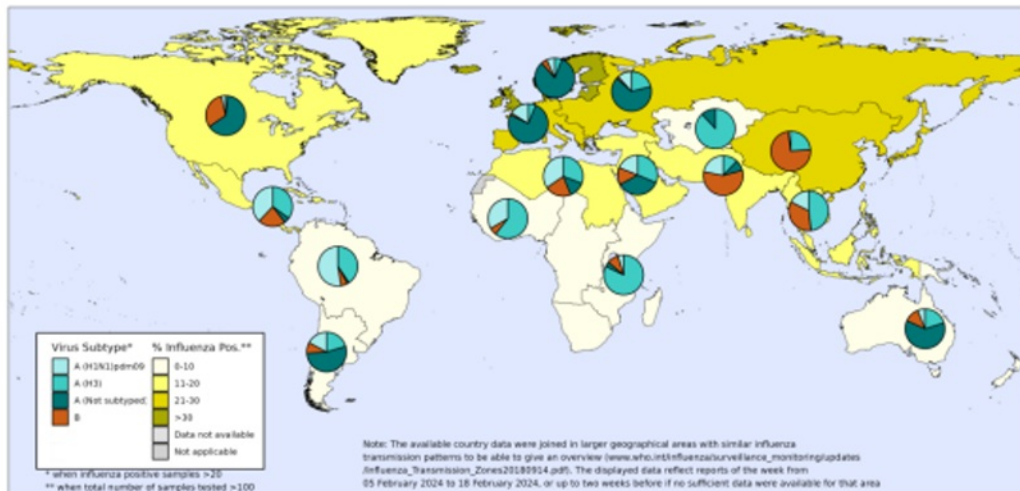 Virus Subtype*
A (H1N1)pdm09
A (H3)
A (Not subtyped)
B
% Influenza Pos.**
0-10
11-20
21-30
>30
Data not available
Not applicable
* when influenza positive samples >20
** when total number of samples tested >100
Note: The available country data were joined in larger geographical areas with similar influenza
transmission patterns to be able to give an overview (www.who.int/influenza/surveillance_monitoring/updates
/Influenza_Transmission_Zones20180914.pdf). The displayed data reflect reports of the week from
05 February 2024 to 18 February 2024, or up to two weeks before if no sufficient data were available for that area